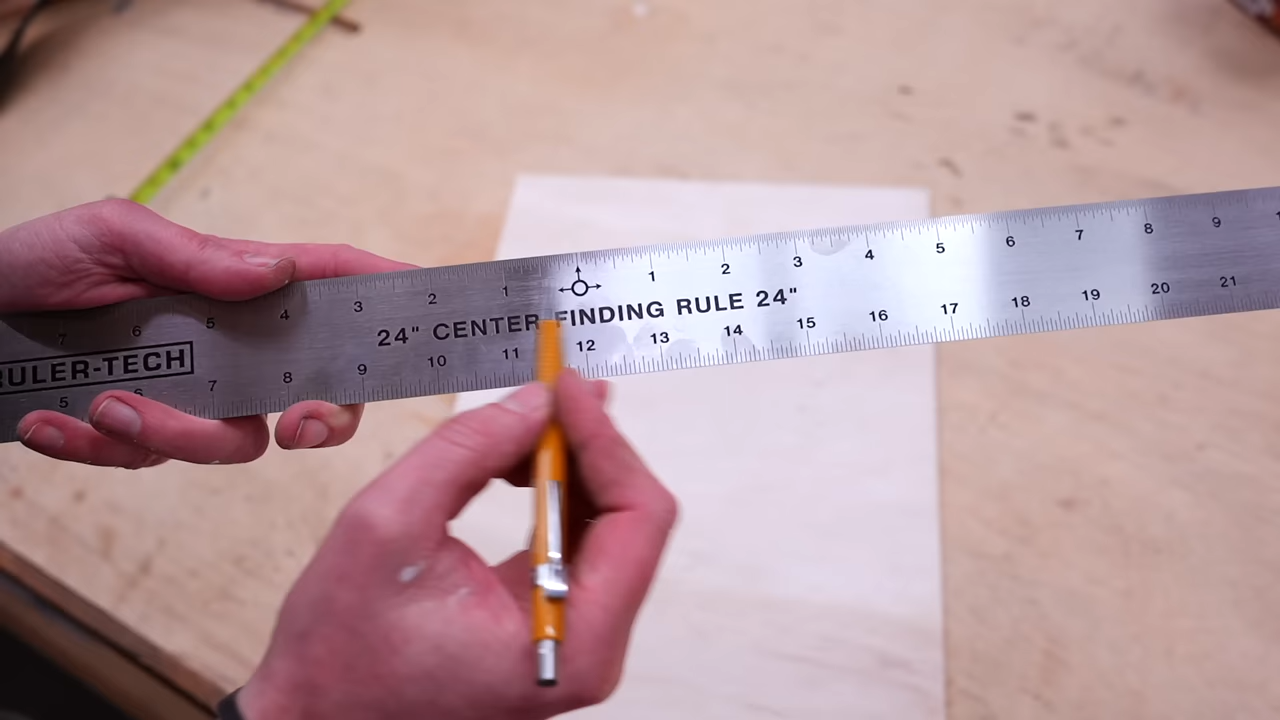 7 6 5 4 3 2 1 1 2 3 4 5 6 7 8 9
24" CENTER FINDING RULE 24"
RULER-TECH
5 6 7 8 9 10 11 12 13 14 15 16 17 18 19 20 21